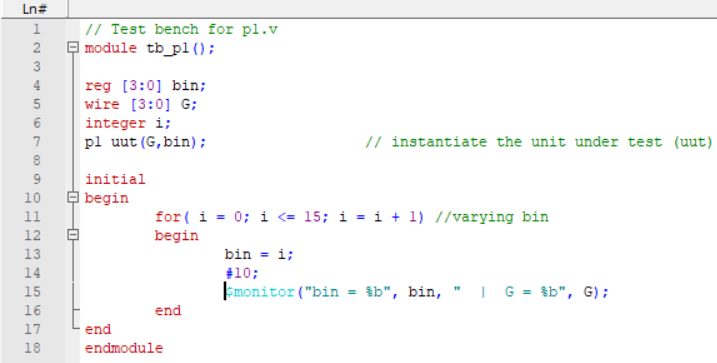 Ln#
1 // Test bench for p1.v
2 module tb_p1();
3
4 reg [3:0] bin;
5 wire [3:0] G;
6 integer i;
7 p1 uut(G,bin); // instantiate the unit under test (uut)
8
9 initial
10 begin
11 for( i = 0; i <= 15; i = i + 1) //varying bin
12 begin
13 bin = i;
14 #10;
15 $monitor("bin = %b", bin, " | G = %b", G);
16 end
17 end
18 endmodule